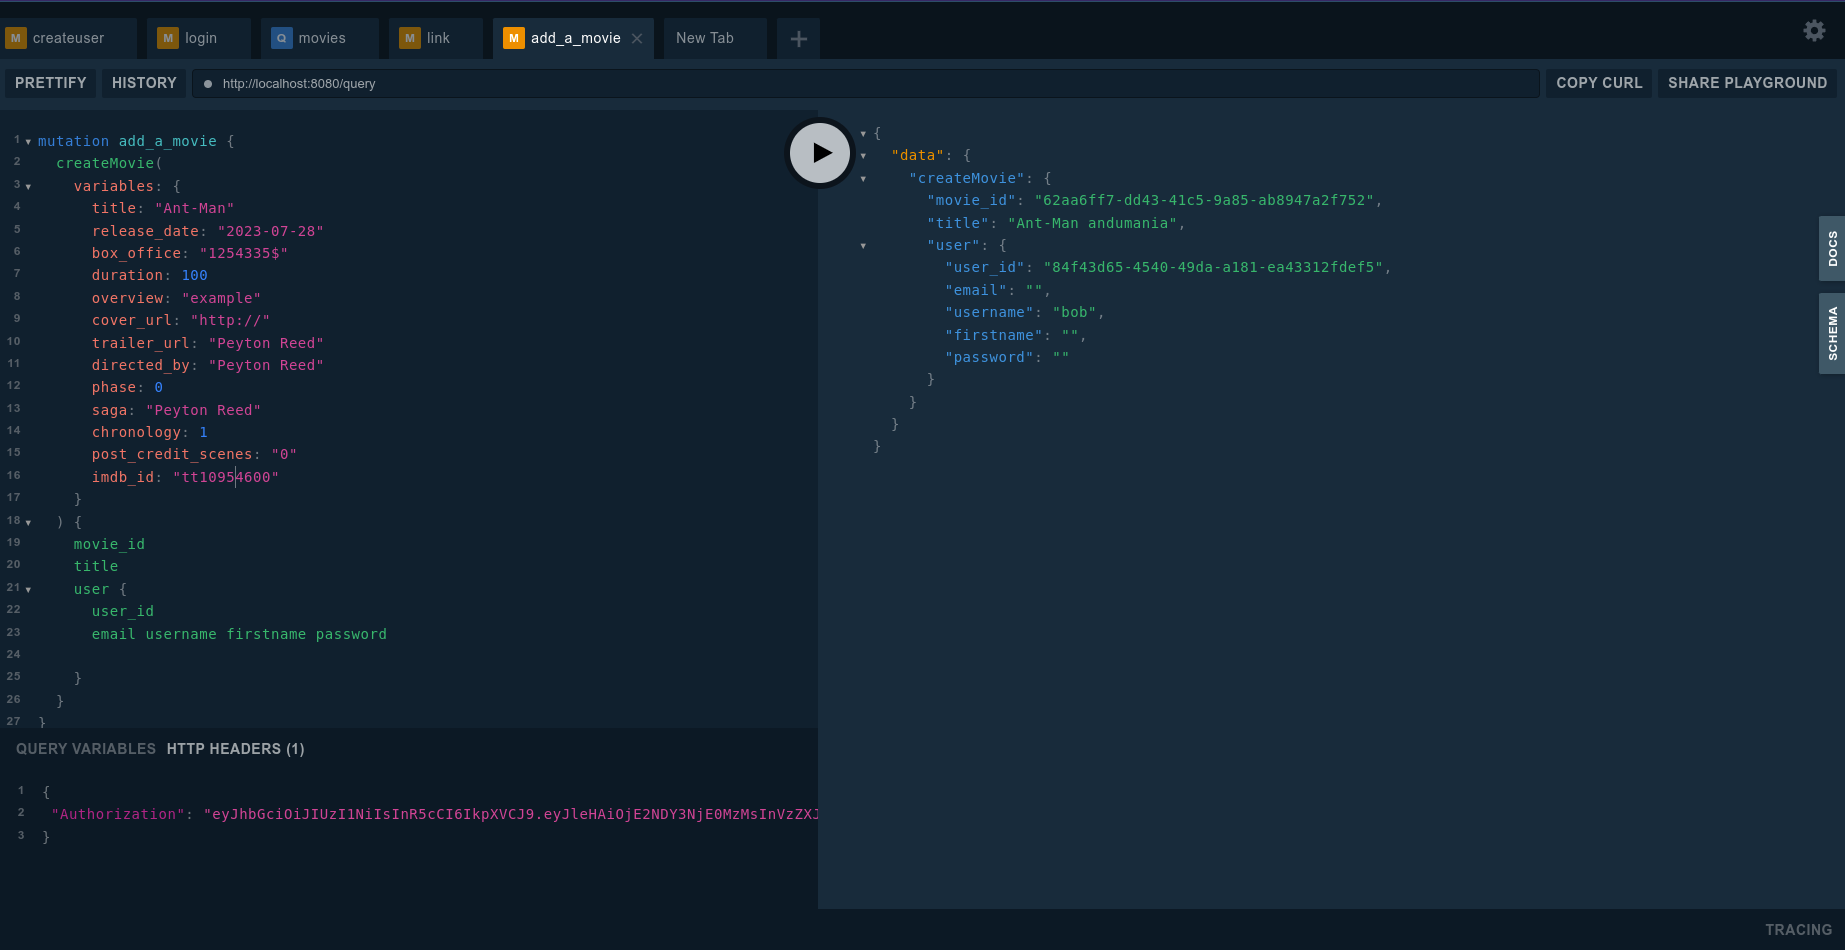 M createuser M login Q movies M link M add_a_movie New Tab
PRETTIFY HISTORY http://localhost:8080/query COPY CURL SHARE PLAYGROUND
1 mutation add_a_movie {
2 createMovie(
3 variables: {
4 title: "Ant-Man"
5 release_date: "2023-07-28"
6 box_office: "1254335$"
7 duration: 100
8 overview: "example"
9 cover_url: "http://"
10 trailer_url: "Peyton Reed"
11 directed_by: "Peyton Reed"
12 phase: 0
13 saga: "Peyton Reed"
14 chronology: 1
15 post_credit_scenes: "0"
16 imdb_id: "tt10954600"
17 }
18 ) {
19 movie_id
20 title
21 user {
22 user_id
23 email username firstname password
24
25 }
26 }
27 }
QUERY VARIABLES HTTP HEADERS (1)
1 {
2 "Authorization": "eyJhbGciOiJIUzI1NiIsInR5cCI6IkpXVCJ9.eyJleHAiOjE2NDY3NjE0MzMsInVzZXJ
3 }
{
"data": {
"createMovie": {
"movie_id": "62aa6ff7-dd43-41c5-9a85-ab8947a2f752",
"title": "Ant-Man andumania",
"user": {
"user_id": "84f43d65-4540-49da-a181-ea43312fdef5",
"email": "",
"username": "bob",
"firstname": "",
"password": ""
}
}
}
}
DOCS
SCHEMA
TRACING